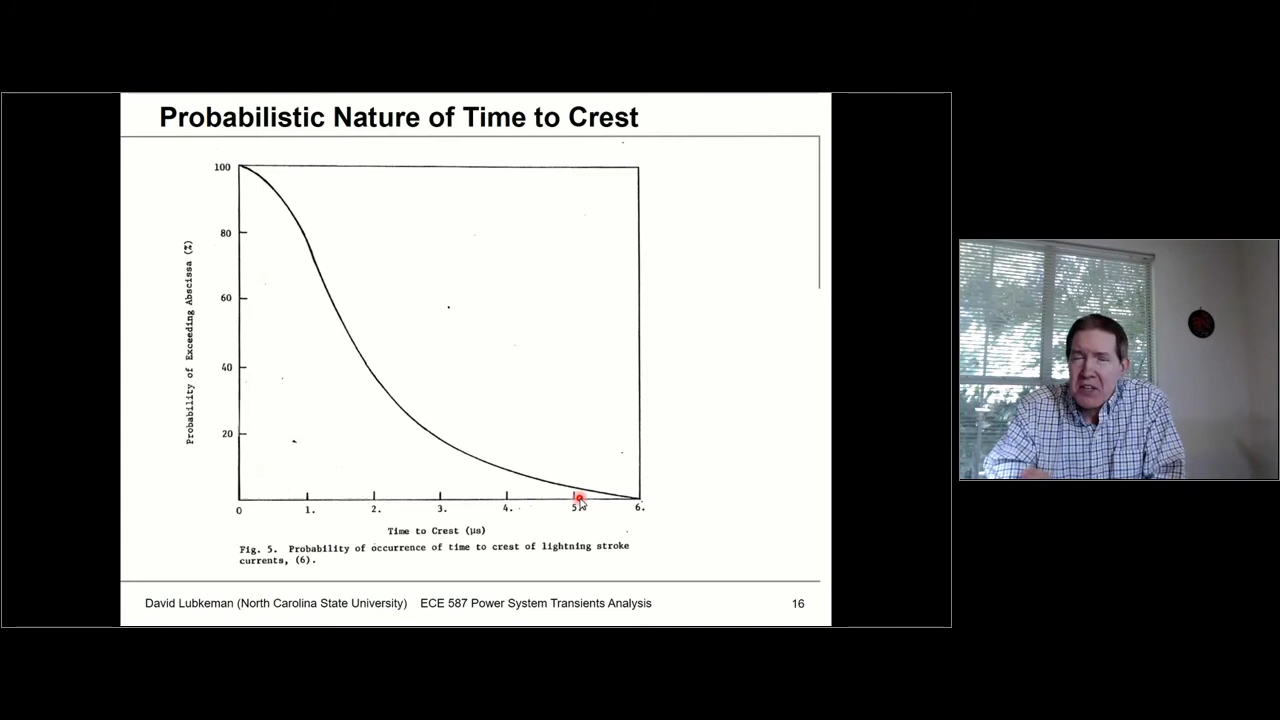 Probabilistic Nature of Time to Crest
100
80
60
40
20
Probability of Exceeding Abscissa (%)
0 1. 2. 3. 4. 5. 6.
Time to Crest (μs)
Fig. 5. Probability of occurrence of time to crest of lightning stroke
currents, (6).
David Lubkeman (North Carolina State University) ECE 587 Power System Transients Analysis 16